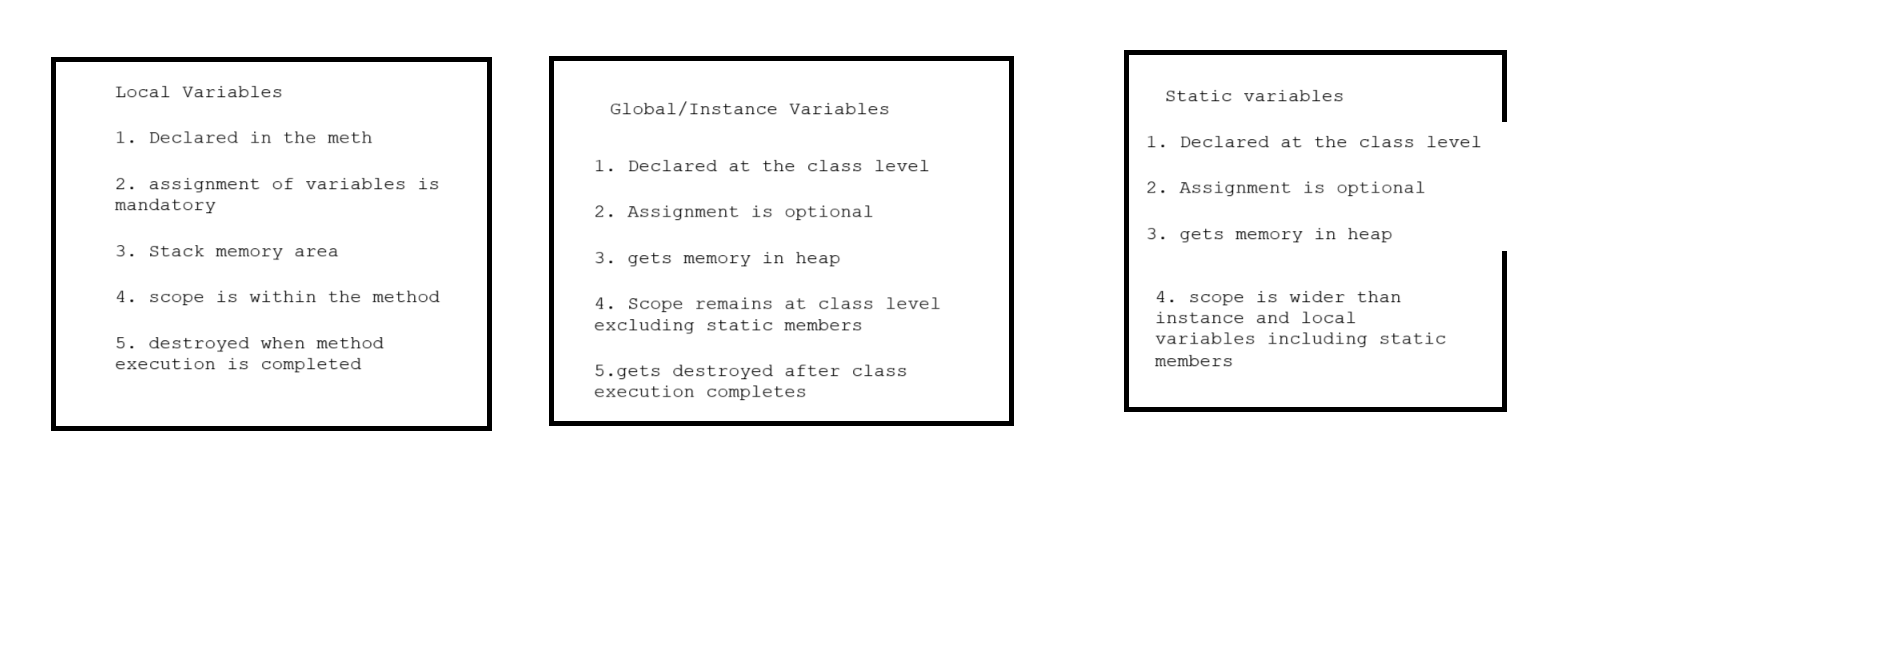 Local Variables
1. Declared in the meth
2. assignment of variables is
mandatory
3. Stack memory area
4. scope is within the method
5. destroyed when method
execution is completed
Global/Instance Variables
1. Declared at the class level
2. Assignment is optional
3. gets memory in heap
4. Scope remains at class level
excluding static members
5.gets destroyed after class
execution completes
Static variables
1. Declared at the class level
2. Assignment is optional
3. gets memory in heap
4. scope is wider than
instance and local
variables including static
members